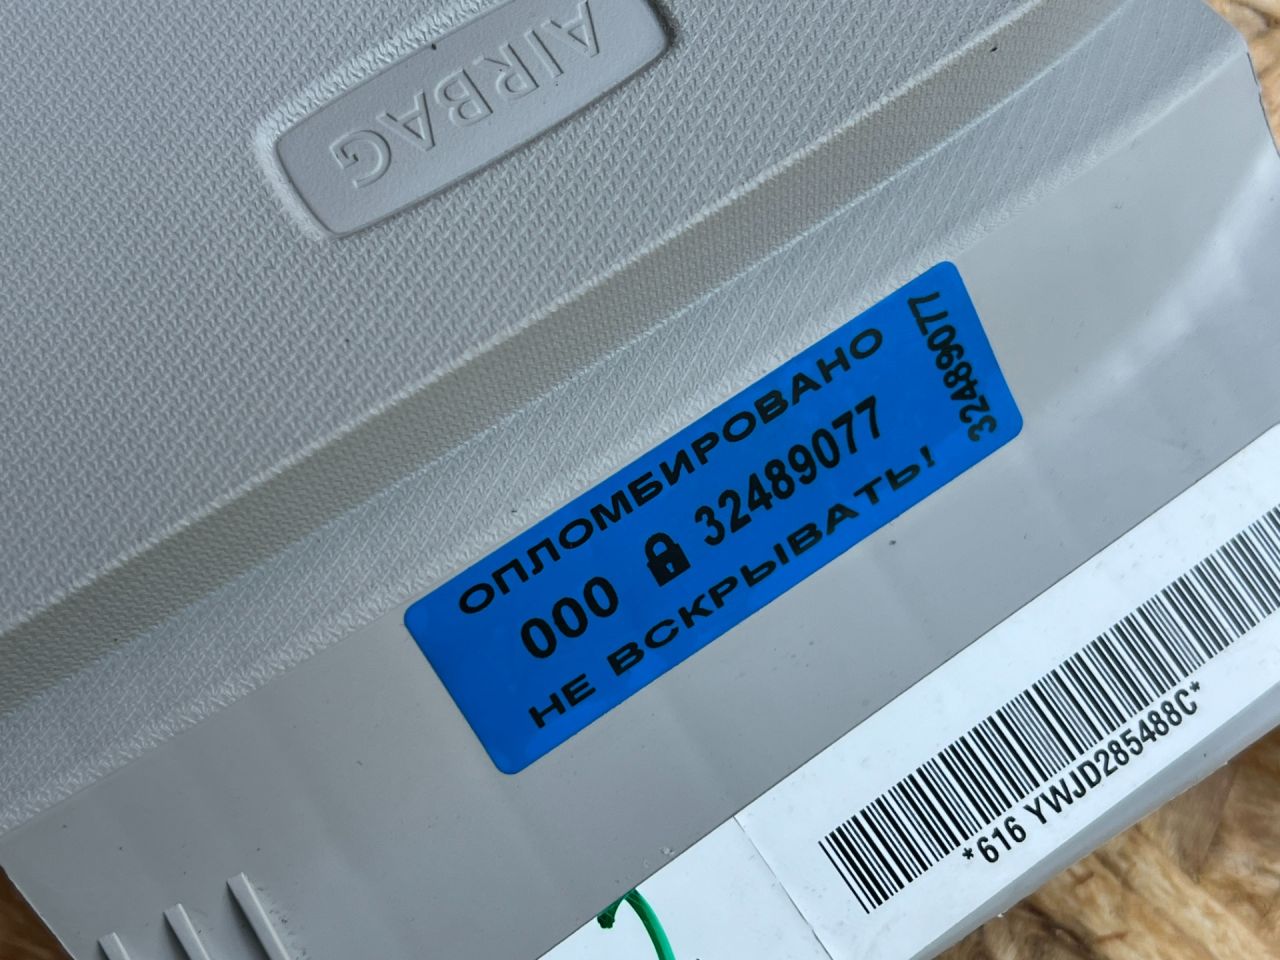 AIRBAG
ОПЛОМБИРОВАНО
000 32489077
НЕ ВСКРЫВАТЬ!
32489077
*616 YWJD285488C*